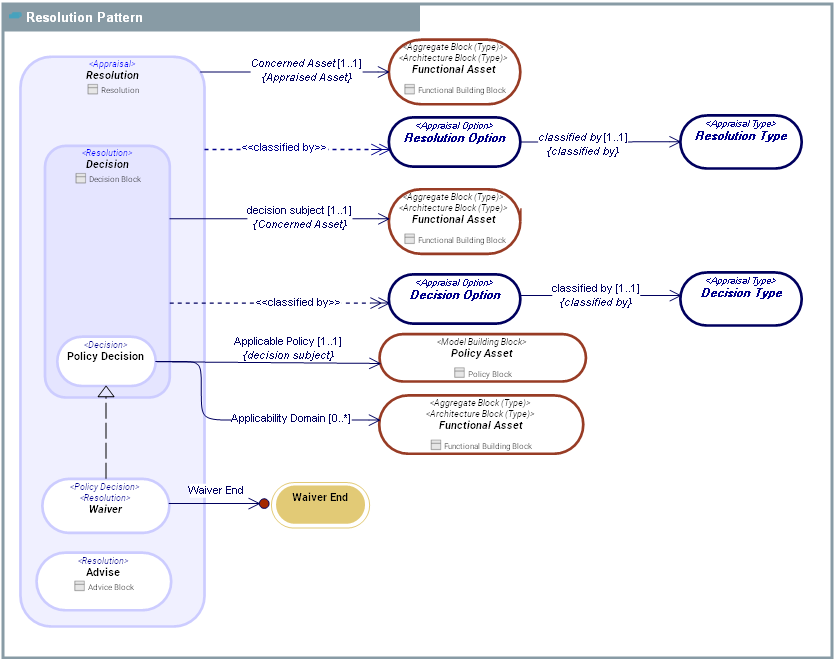 Resolution Pattern
<Appraisal>
Resolution
Resolution
Concerned Asset [1..1]
{Appraised Asset}
<Aggregate Block (Type)>
<Architecture Block (Type)>
Functional Asset
Functional Building Block
<<classified by>>
<Appraisal Option>
Resolution Option
classified by [1..1]
{classified by}
<Appraisal Type>
Resolution Type
<Resolution>
Decision
Decision Block
decision subject [1..1]
{Concerned Asset}
<Aggregate Block (Type)>
<Architecture Block (Type)>
Functional Asset
Functional Building Block
<<classified by>>
<Appraisal Option>
Decision Option
classified by [1..1]
{classified by}
<Appraisal Type>
Decision Type
<Decision>
Policy Decision
Applicable Policy [1..1]
{decision subject}
<Model Building Block>
Policy Asset
Policy Block
Applicability Domain [0..*]
<Aggregate Block (Type)>
<Architecture Block (Type)>
Functional Asset
Functional Building Block
<Policy Decision>
<Resolution>
Waiver
Waiver End
Waiver End
<Resolution>
Advise
Advice Block